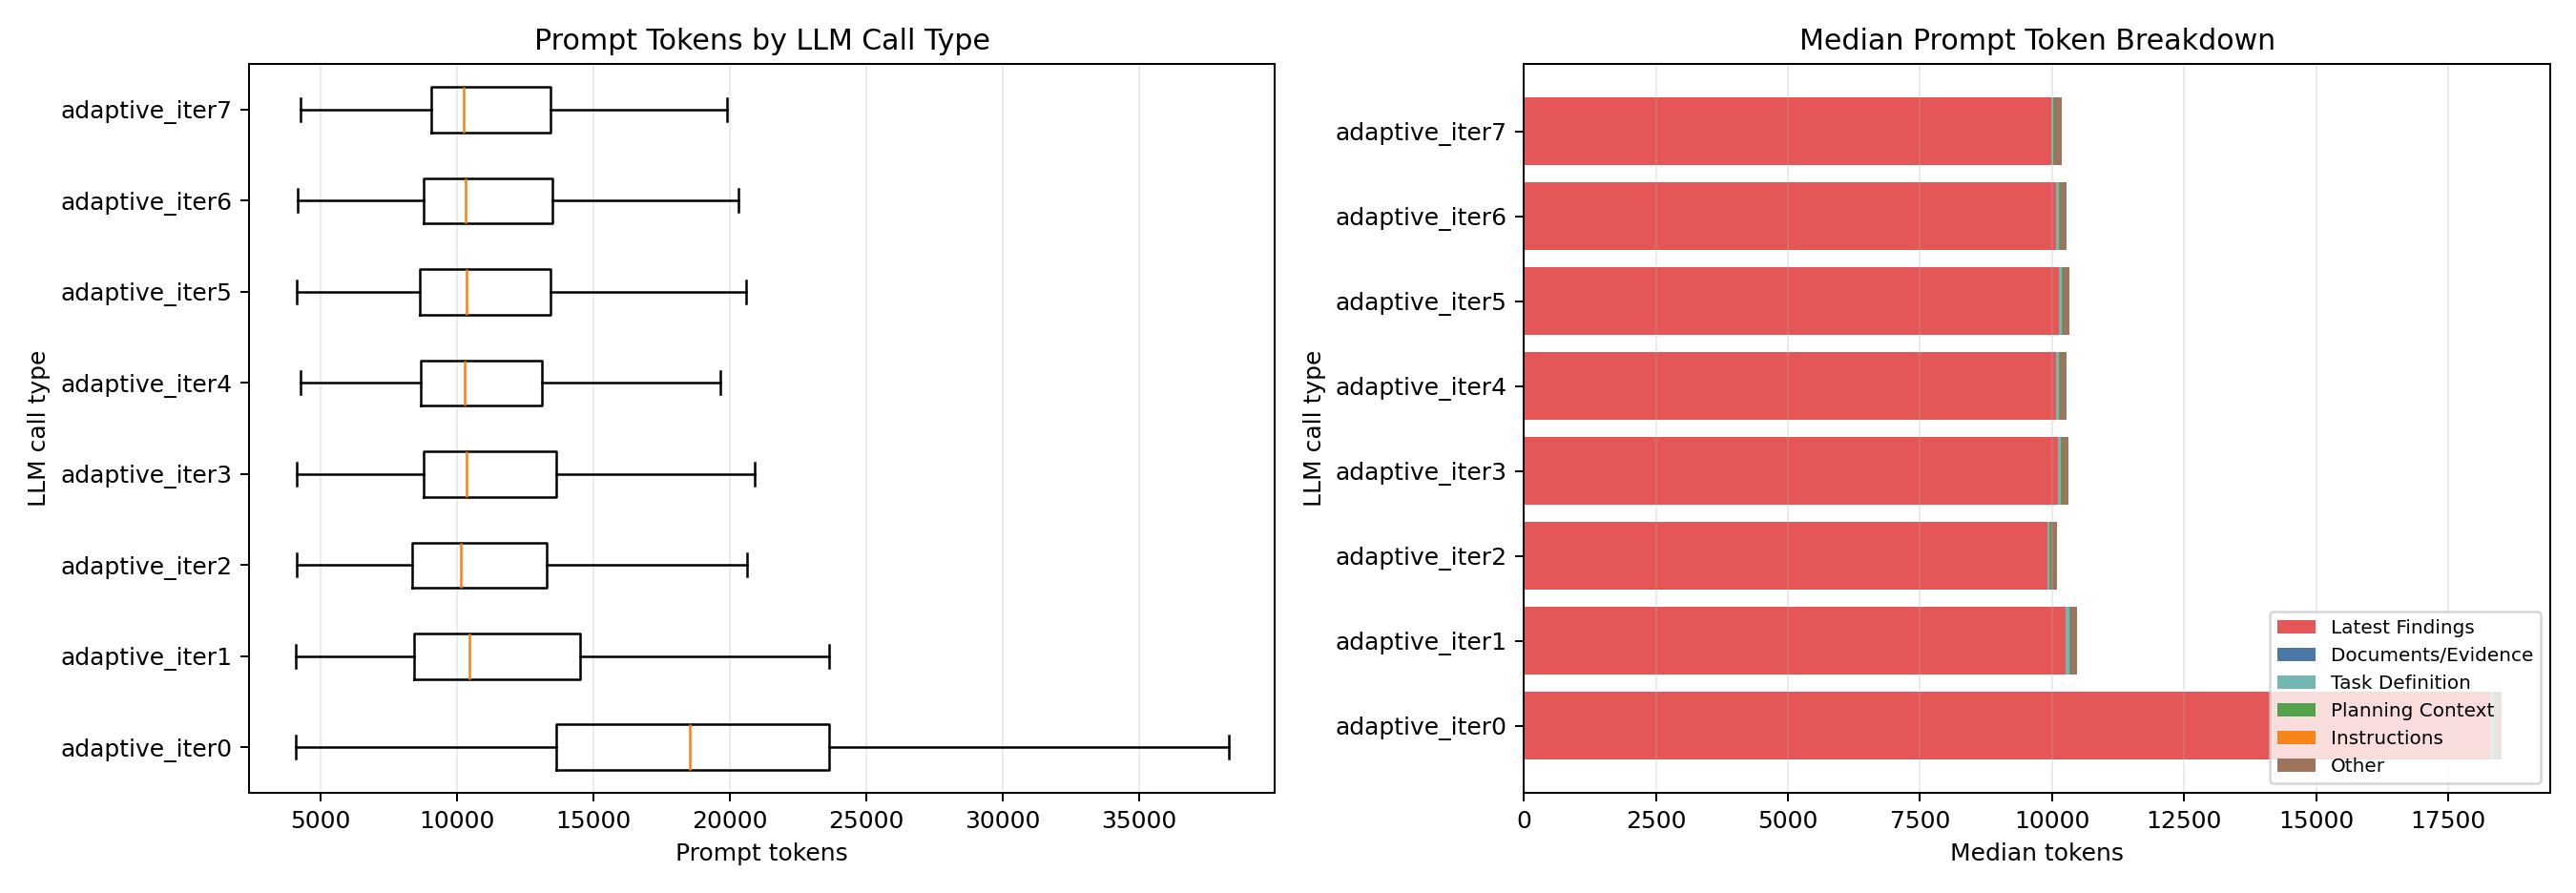 Prompt Tokens by LLM Call Type
LLM call type
adaptive_iter7
adaptive_iter6
adaptive_iter5
adaptive_iter4
adaptive_iter3
adaptive_iter2
adaptive_iter1
adaptive_iter0
5000 10000 15000 20000 25000 30000 35000
Prompt tokens
Median Prompt Token Breakdown
LLM call type
adaptive_iter7
adaptive_iter6
adaptive_iter5
adaptive_iter4
adaptive_iter3
adaptive_iter2
adaptive_iter1
adaptive_iter0
Latest Findings
Documents/Evidence
Task Definition
Planning Context
Instructions
Other
0 2500 5000 7500 10000 12500 15000 17500
Median tokens